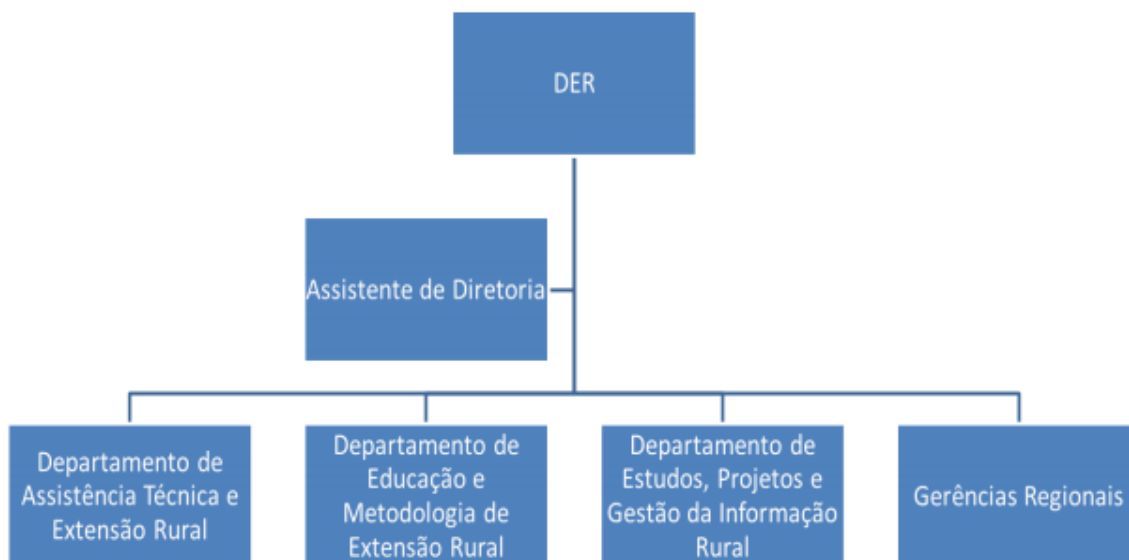 DER
Assistente de Diretoria
Departamento de
Assistência Técnica e
Extensão Rural
Departamento de
Educação e
Metodologia de
Extensão Rural
Departamento de
Estudos, Projetos e
Gestão da Informação
Rural
Gerências Regionais